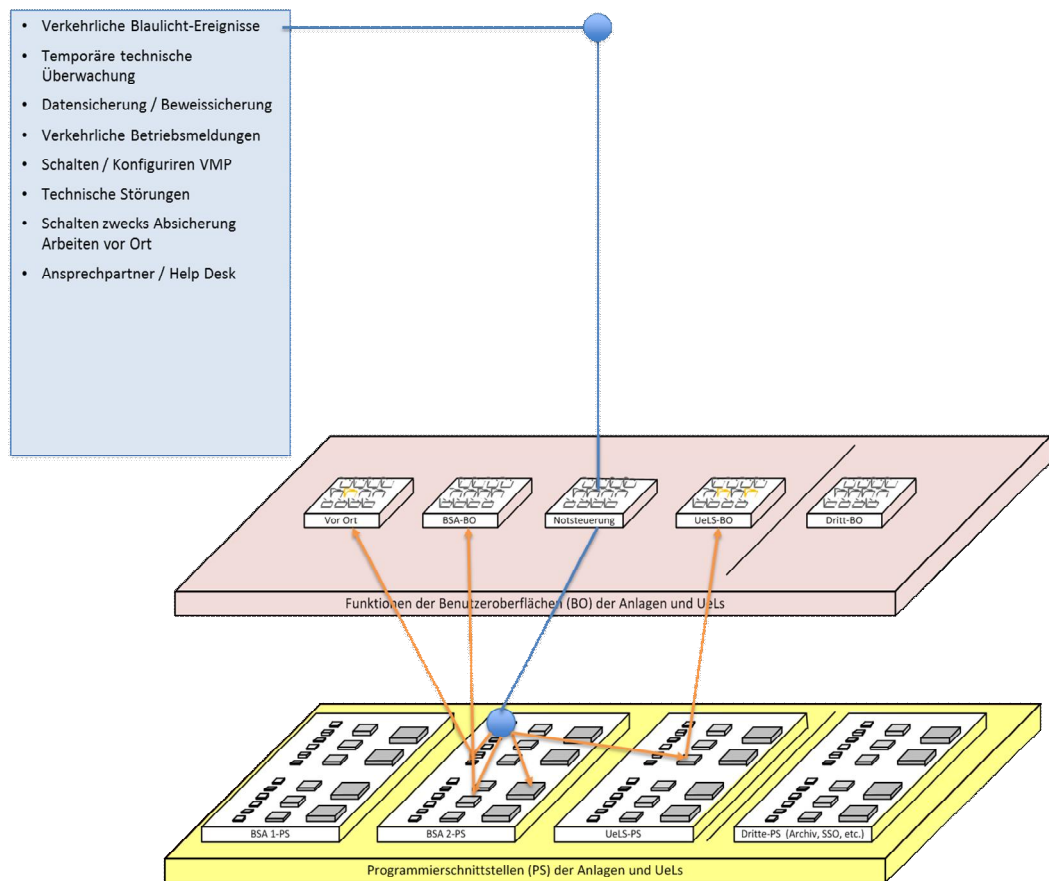 • Verkehrliche Blaulicht-Ereignisse
• Temporäre technische
Überwachung
• Datensicherung / Beweissicherung
• Verkehrliche Betriebsmeldungen
• Schalten / Konfiguriren VMP
• Technische Störungen
• Schalten zwecks Absicherung
Arbeiten vor Ort
• Ansprechpartner / Help Desk
Vor Ort
BSA-BO
Notsteuerung
UeLS-BO
Dritt-BO
Funktionen der Benutzeroberflächen (BO) der Anlagen und UeLs
BSA 1-PS
BSA 2-PS
UeLS-PS
Dritte-PS (Archiv, SSO, etc.)
Programmierschnittstellen (PS) der Anlagen und UeLs